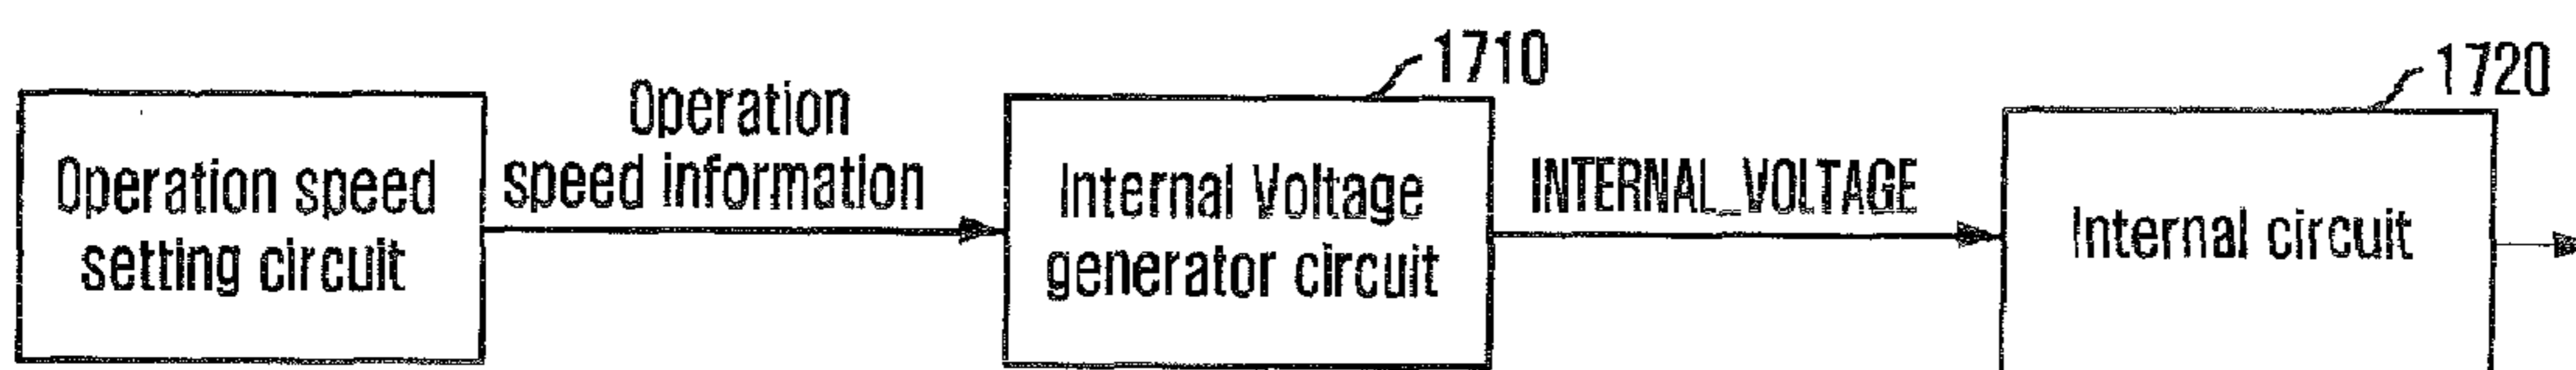 1710
1720
Operation speed
setting circuit
Operation
speed information
Internal Voltage
generator circuit
INTERNAL_VOLTAGE
Internal circuit